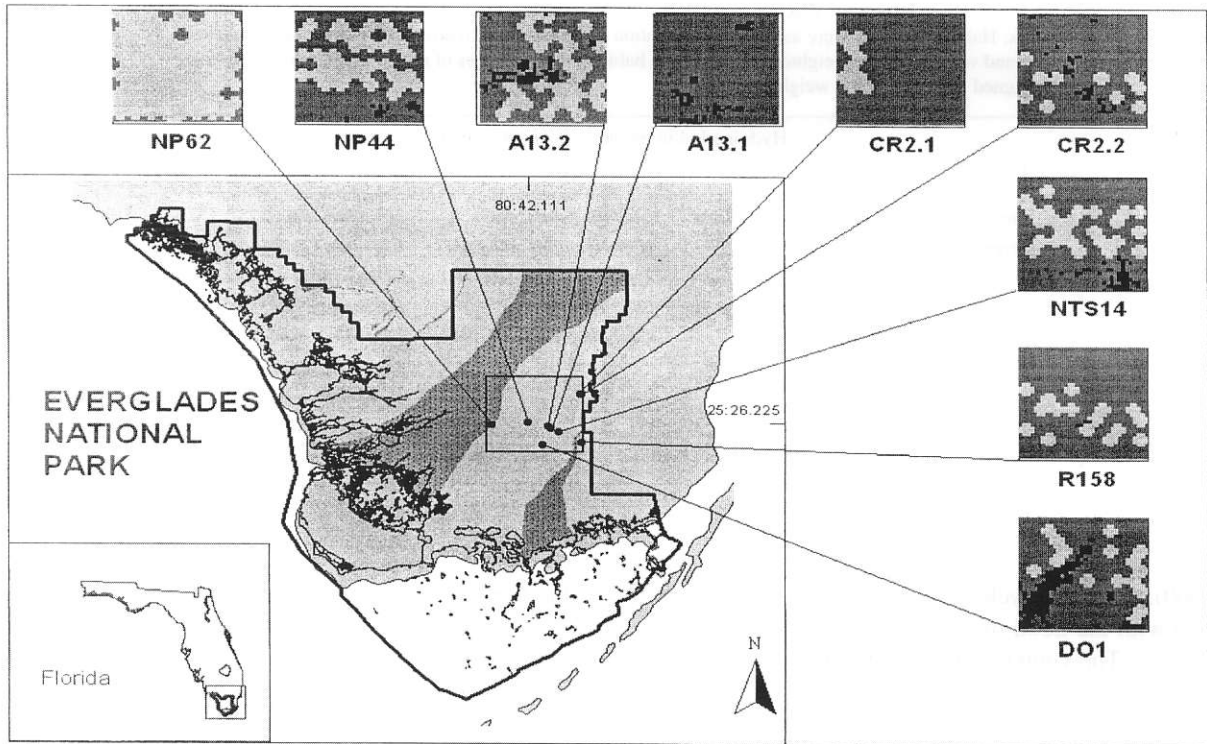 NP62
NP44
A13.2
A13.1
CR2.1
CR2.2
80:42.111
NTS14
EVERGLADES
NATIONAL
PARK
25:26.225
R158
DO1
Florida
N